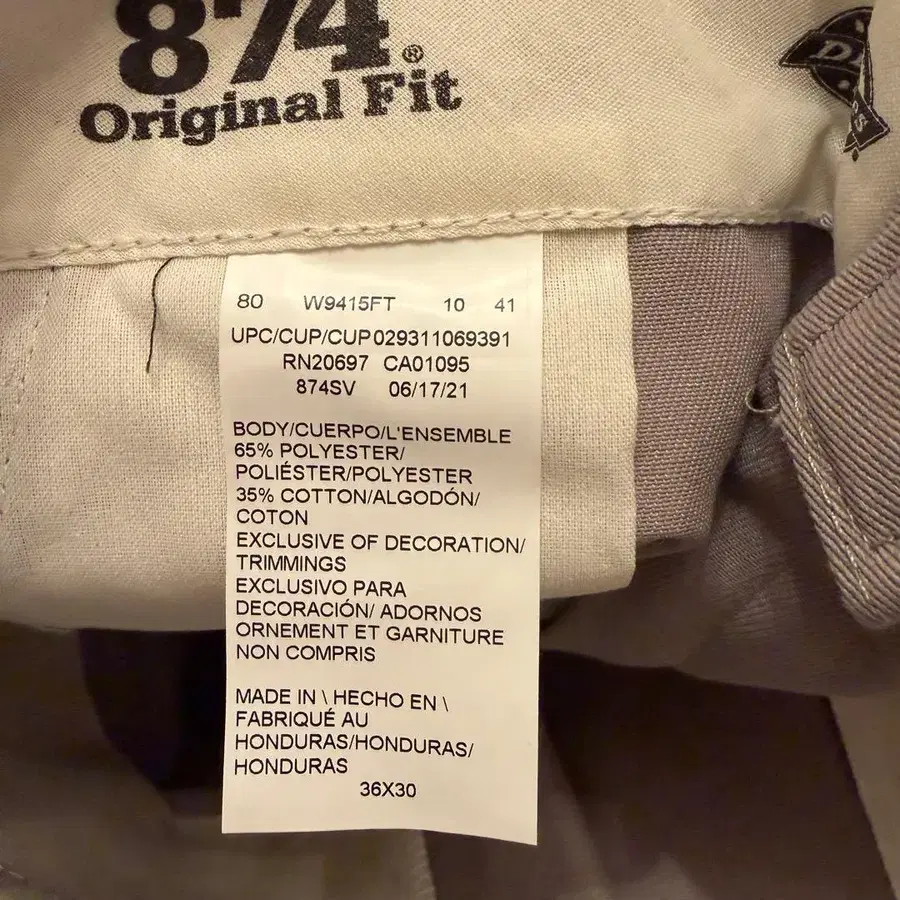 874®
Original Fit
80 W9415FT 10 41
UPC/CUP/CUP029311069391
RN20697 CA01095
874SV 06/17/21
BODY/CUERPO/L'ENSEMBLE
65% POLYESTER/
POLIÉSTER/POLYESTER
35% COTTON/ALGODÓN/
COTON
EXCLUSIVE OF DECORATION/
TRIMMINGS
EXCLUSIVO PARA
DECORACIÓN/ ADORNOS
ORNEMENT ET GARNITURE
NON COMPRIS
MADE IN \ HECHO EN \
FABRIQUÉ AU
HONDURAS/HONDURAS/
HONDURAS
36X30